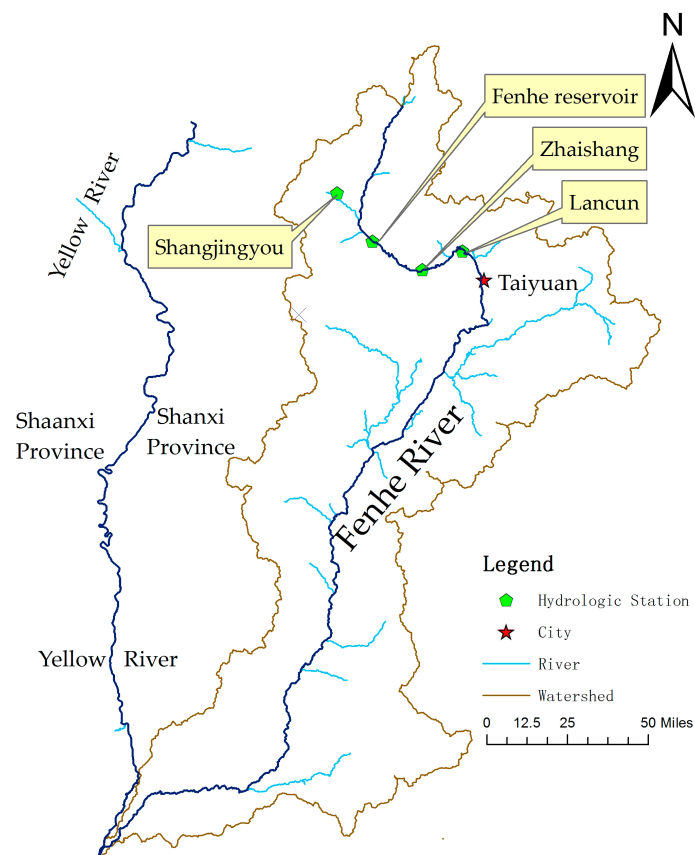 N
Fenhe reservoir
Zhaishang
Lancun
Yellow River
Shangjingyou
Taiyuan
Shaanxi
Province
Shanxi
Province
Fenhe River
Yellow River
Legend
Hydrologic Station
City
River
Watershed
0 12.5 25 50 Miles